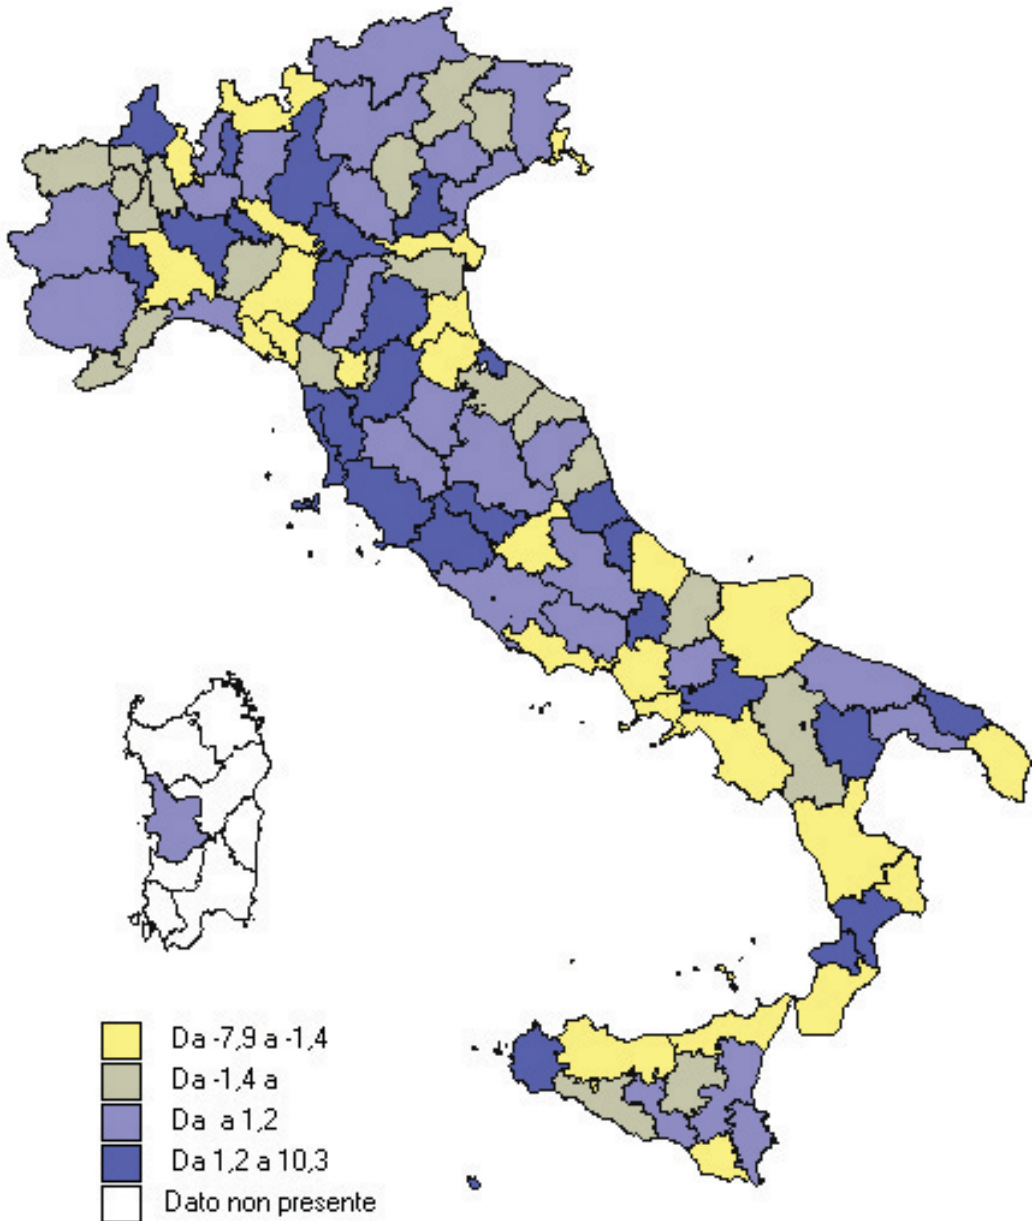 Da -7,9 a -1,4
Da -1,4 a
Da a 1,2
Da 1,2 a 10,3
Dato non presente